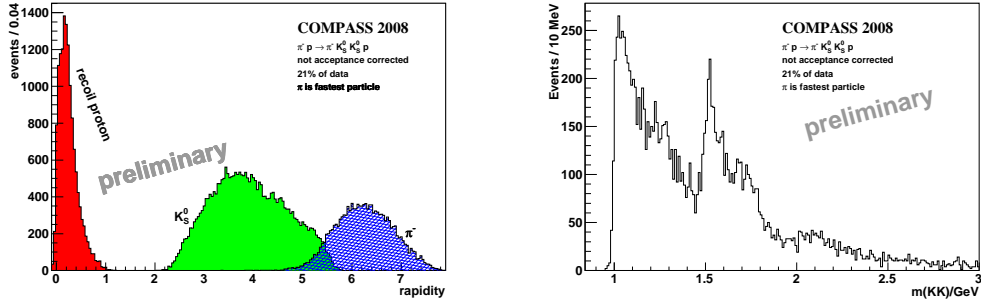 events / 0.04
1400
1200
1000
800
600
400
200
0
COMPASS 2008
π⁻ p → π⁻ K⁰S K⁰S p
not acceptance corrected
21% of data
π is fastest particle
recoil proton
preliminary
K⁰S
π⁻
0 1 2 3 4 5 6 7
rapidity
Events / 10 MeV
250
200
150
100
50
0
COMPASS 2008
π⁻ p → π⁻ K⁰S K⁰S p
not acceptance corrected
21% of data
π is fastest particle
preliminary
1 1.5 2 2.5 3
m(KK)/GeV